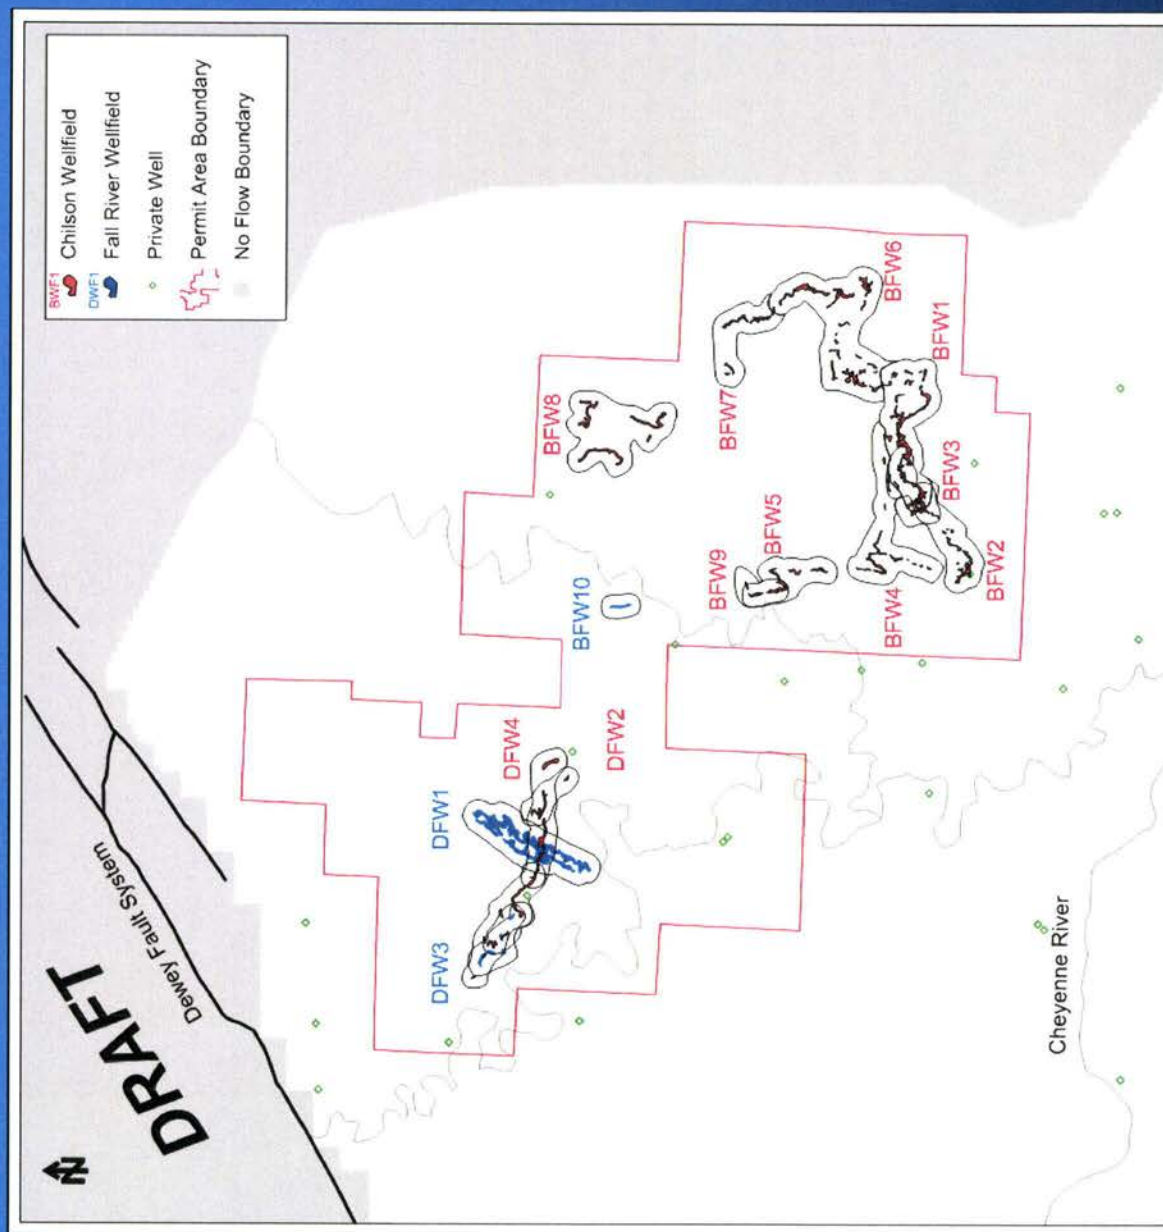 BWF1
Chilson Wellfield
DWF1
Fall River Wellfield
Private Well
Permit Area Boundary
No Flow Boundary
N
DRAFT
Dewey Fault System
DFW3
DFW1
DFW4
DFW2
BFW10
BFW8
BFW9
BFW5
BFW7
BFW4
BFW2
BFW3
BFW1
BFW6
Cheyenne River